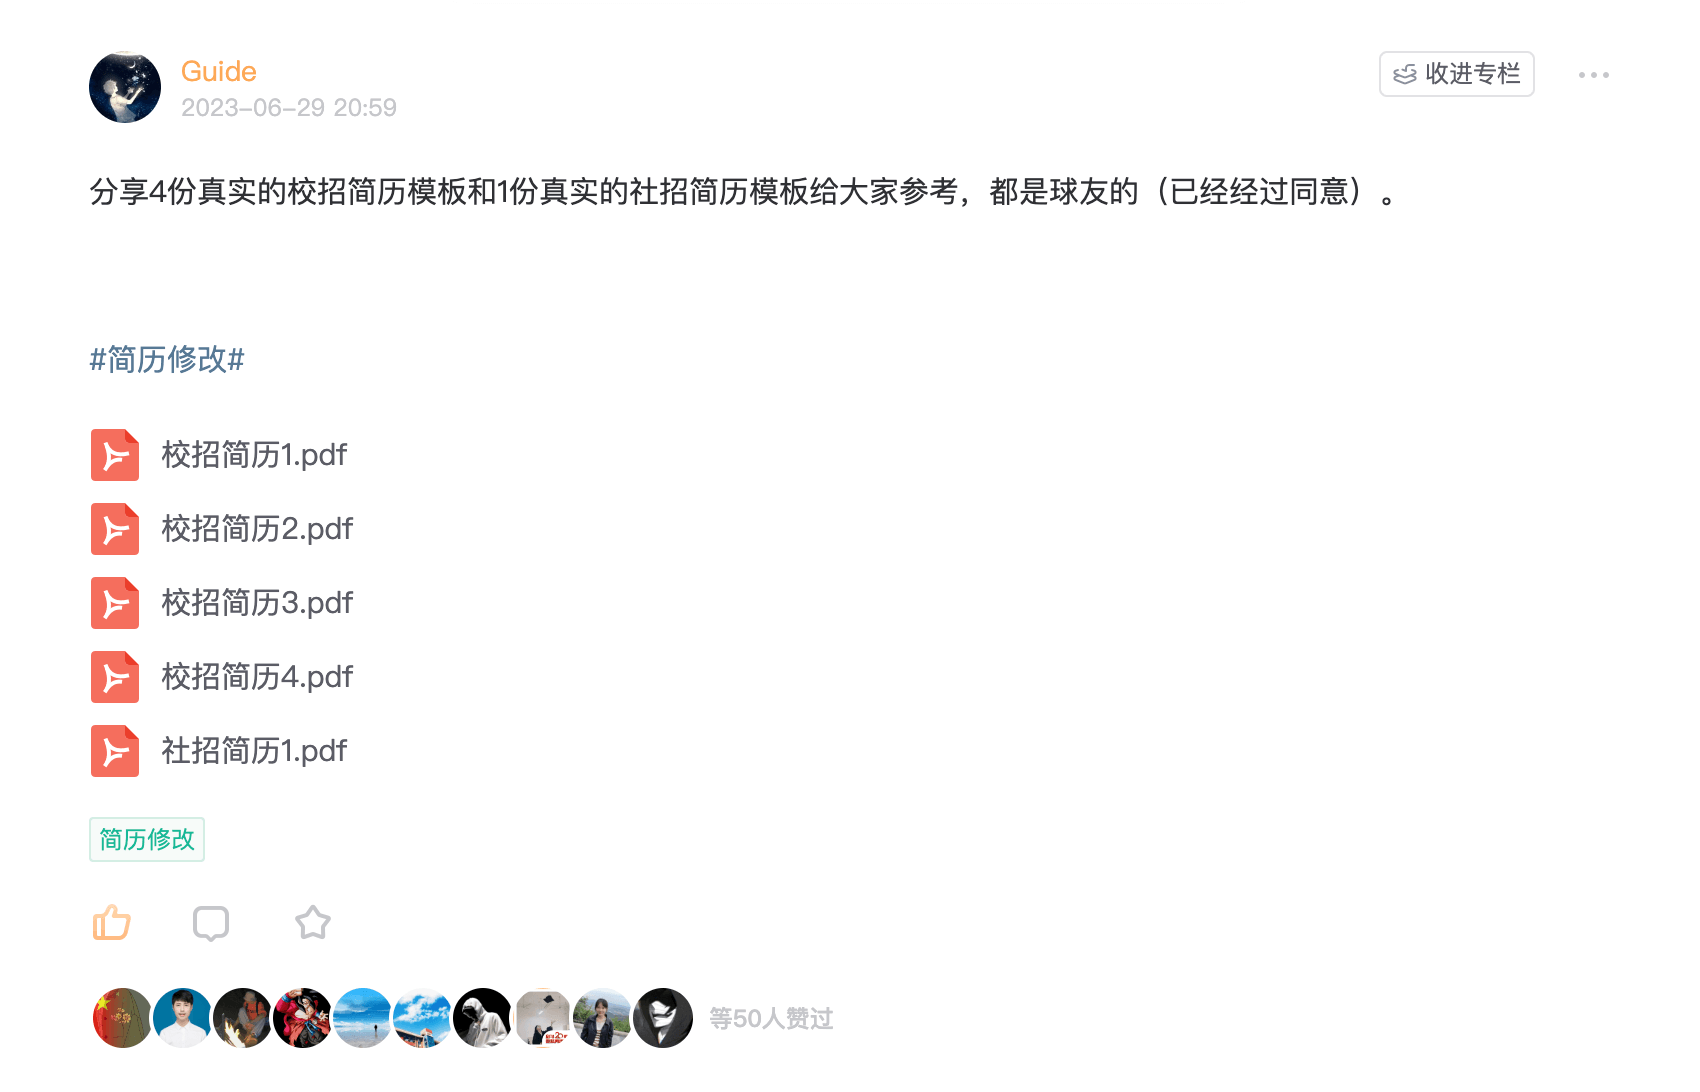 Guide
收进专栏
2023-06-29 20:59
分享4份真实的校招简历模板和1份真实的社招简历模板给大家参考，都是球友的（已经经过同意）。
#简历修改#
校招简历1.pdf
校招简历2.pdf
校招简历3.pdf
校招简历4.pdf
社招简历1.pdf
简历修改
等50人赞过